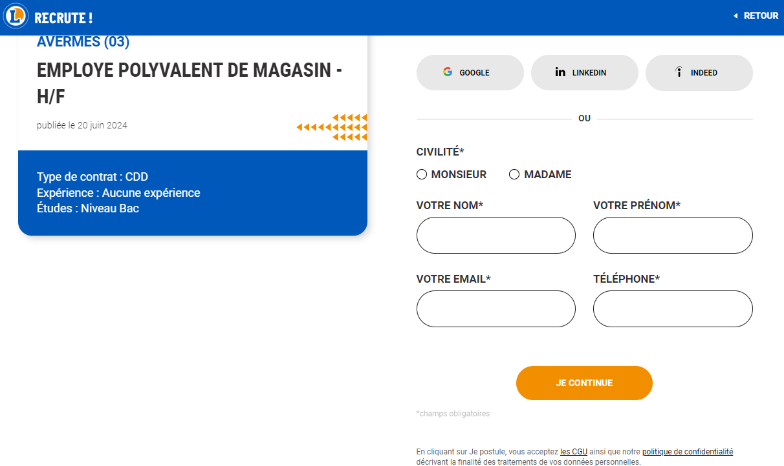 L RECRUTE !
RETOUR
AVERMES (03)
EMPLOYE POLYVALENT DE MAGASIN -
H/F
publiée le 20 juin 2024
Type de contrat : CDD
Expérience : Aucune expérience
Études : Niveau Bac
GOOGLE LINKEDIN INDEED
OU
CIVILITÉ*
MONSIEUR MADAME
VOTRE NOM* VOTRE PRÉNOM*
VOTRE EMAIL* TÉLÉPHONE*
JE CONTINUE
*champs obligatoires
En cliquant sur Je postule, vous acceptez les CGU ainsi que notre politique de confidentialité
décrivant la finalité des traitements de vos données personnelles.